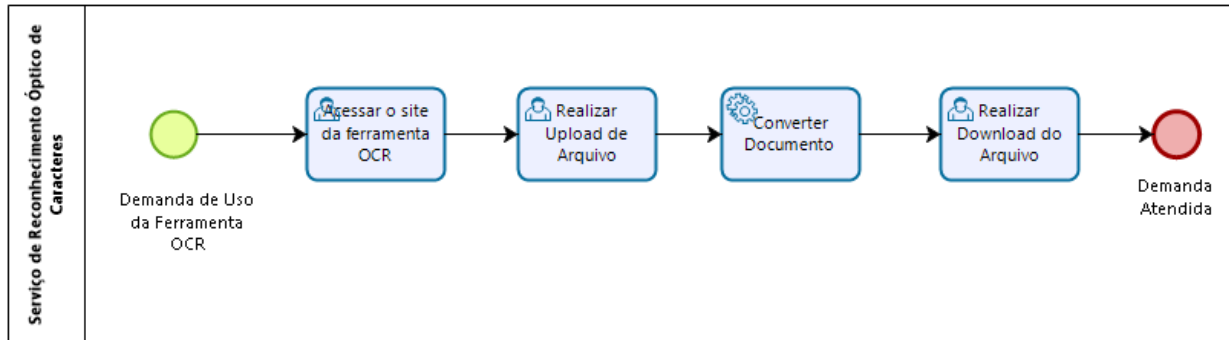 Serviço de Reconhecimento Óptico de
Caracteres
Demanda de Uso
da Ferramenta
OCR
Acessar o site
da ferramenta
OCR
Realizar
Upload de
Arquivo
Converter
Documento
Realizar
Download do
Arquivo
Demanda
Atendida